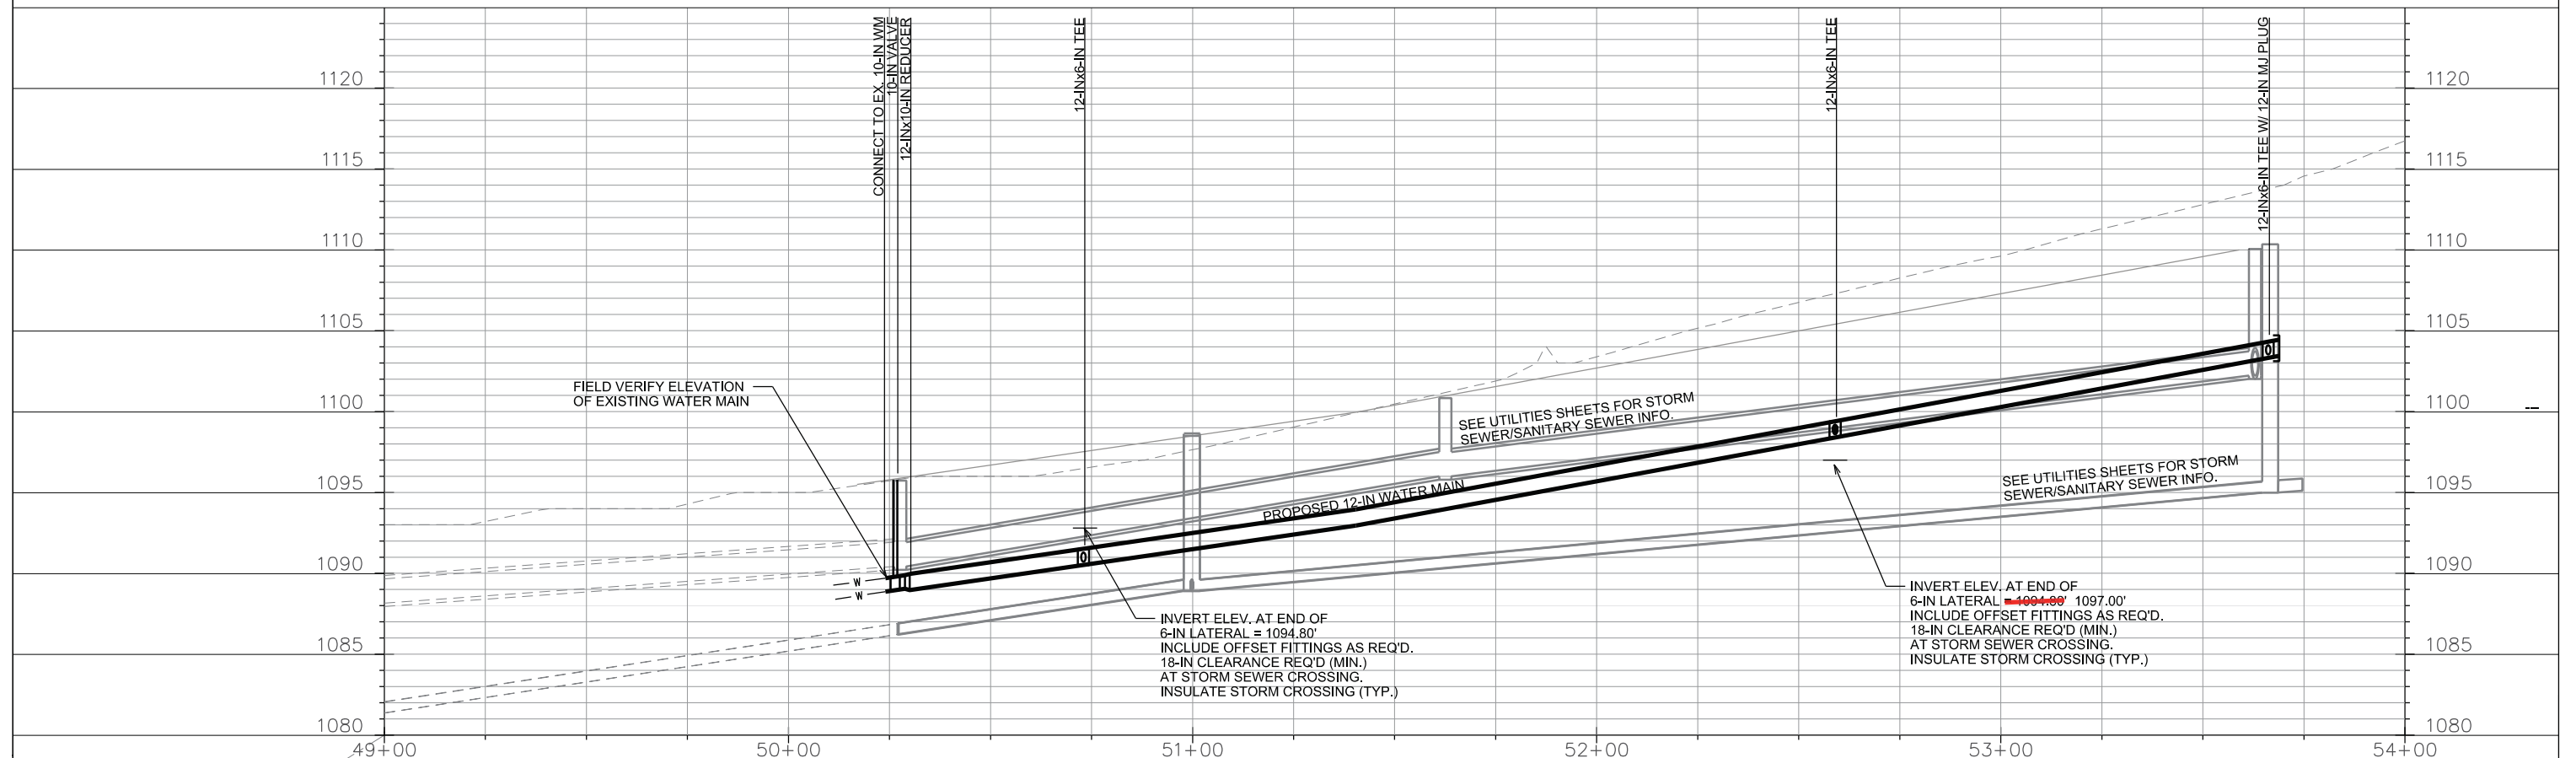 CONNECT TO EX. 10-IN WM
10-IN VALVE
12-INx10-IN REDUCER
12-INx6-IN TEE
12-INx6-IN TEE
12-INx6-IN TEE W/ 12-IN MJ PLUG
1120
1120
1115
1115
1110
1110
1105
1105
1100
1100
1095
1095
1090
1090
1085
1085
1080
1080
FIELD VERIFY ELEVATION
OF EXISTING WATER MAIN
SEE UTILITIES SHEETS FOR STORM
SEWER/SANITARY SEWER INFO.
PROPOSED 12-IN WATER MAIN
SEE UTILITIES SHEETS FOR STORM
SEWER/SANITARY SEWER INFO.
W
W
INVERT ELEV. AT END OF
6-IN LATERAL = 1094.80'
INCLUDE OFFSET FITTINGS AS REQ'D.
18-IN CLEARANCE REQ'D (MIN.)
AT STORM SEWER CROSSING.
INSULATE STORM CROSSING (TYP.)
INVERT ELEV. AT END OF
6-IN LATERAL = 1097.00'
INCLUDE OFFSET FITTINGS AS REQ'D.
18-IN CLEARANCE REQ'D (MIN.)
AT STORM SEWER CROSSING.
INSULATE STORM CROSSING (TYP.)
49+00
50+00
51+00
52+00
53+00
54+00